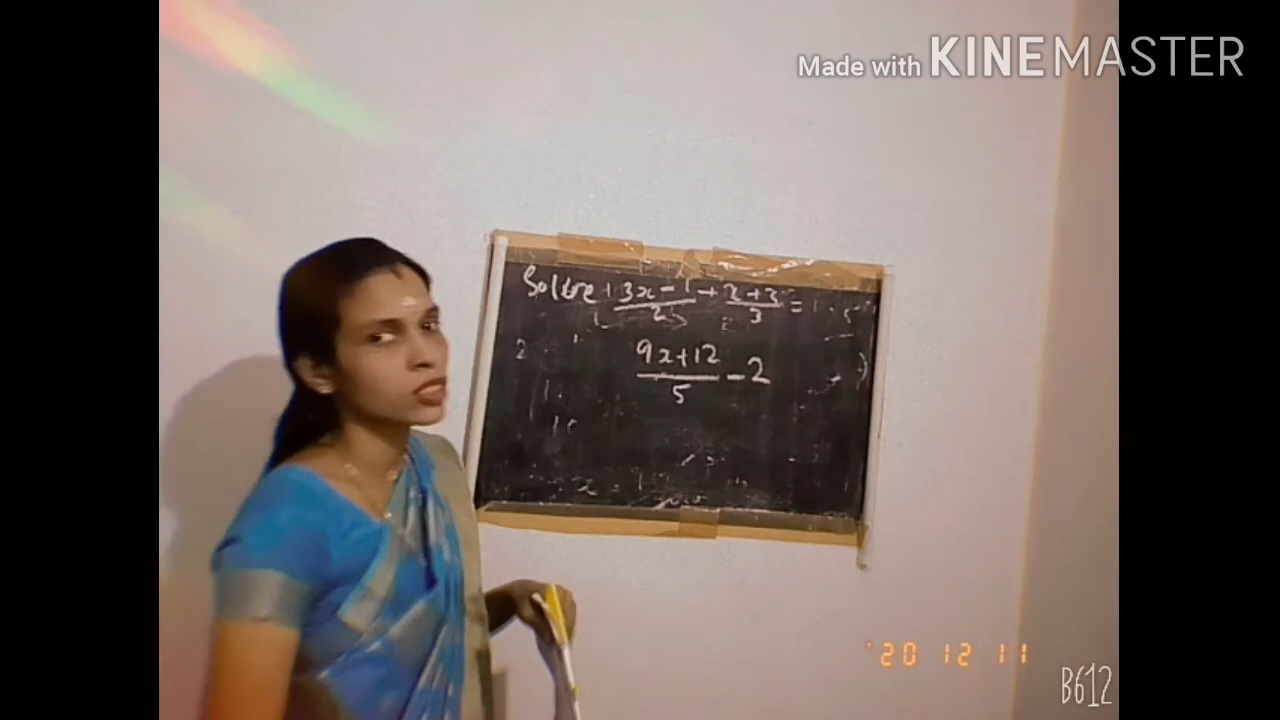 Made with KINEMASTER
Solve 3x-1/2 + x+3/3 =
9x+12/5 - 2
'20 12 11
B612